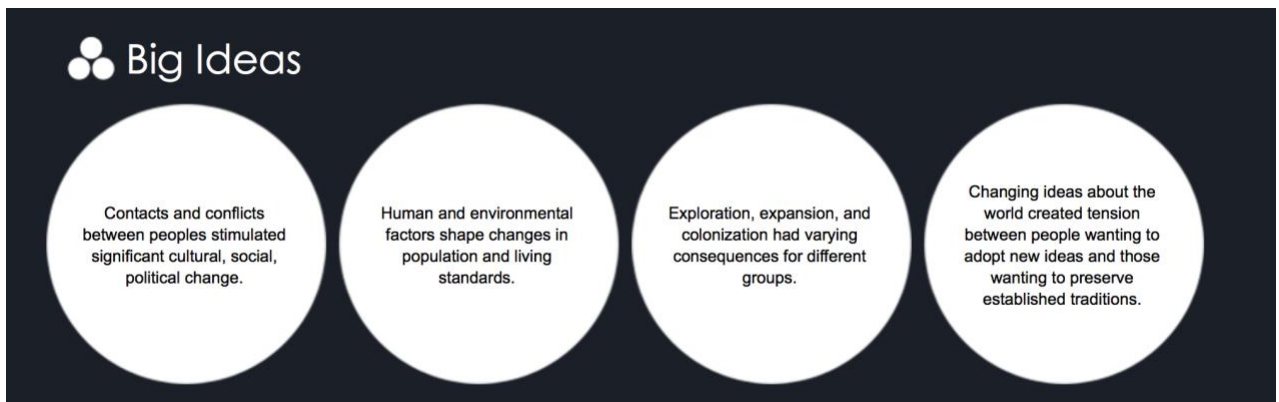 Big Ideas
Contacts and conflicts
between peoples stimulated
significant cultural, social,
political change.
Human and environmental
factors shape changes in
population and living
standards.
Exploration, expansion, and
colonization had varying
consequences for different
groups.
Changing ideas about the
world created tension
between people wanting to
adopt new ideas and those
wanting to preserve
established traditions.